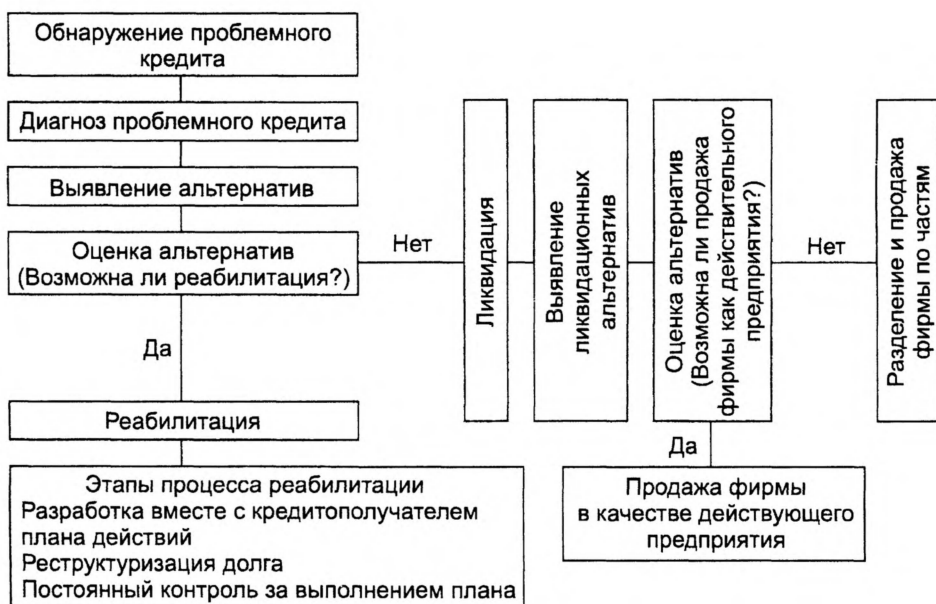 Обнаружение проблемного
кредита
Диагноз проблемного кредита
Выявление альтернатив
Оценка альтернатив
(Возможна ли реабилитация?)
Нет
Ликвидация
Выявление
ликвидационных
альтернатив
Оценка альтернатив
(Возможна ли продажа
фирмы как действительного
предприятия?)
Нет
Разделение и продажа
фирмы по частям
Да
Реабилитация
Этапы процесса реабилитации
Разработка вместе с кредитополучателем
плана действий
Реструктуризация долга
Постоянный контроль за выполнением плана
Да
Продажа фирмы
в качестве действующего
предприятия